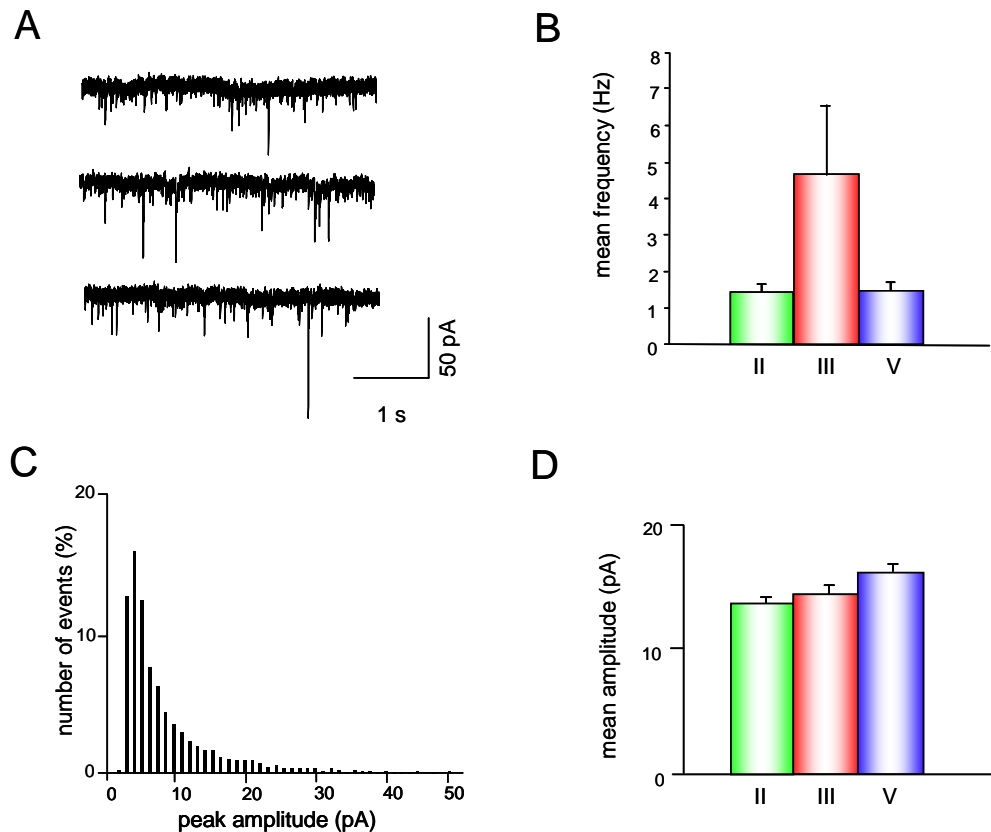 A
50 pA
1 s
B
mean frequency (Hz)
8
7
6
5
4
3
2
1
0
II III V
C
number of events (%)
20
10
0
0 10 20 30 40 50
peak amplitude (pA)
D
mean amplitude (pA)
20
10
0
II III V